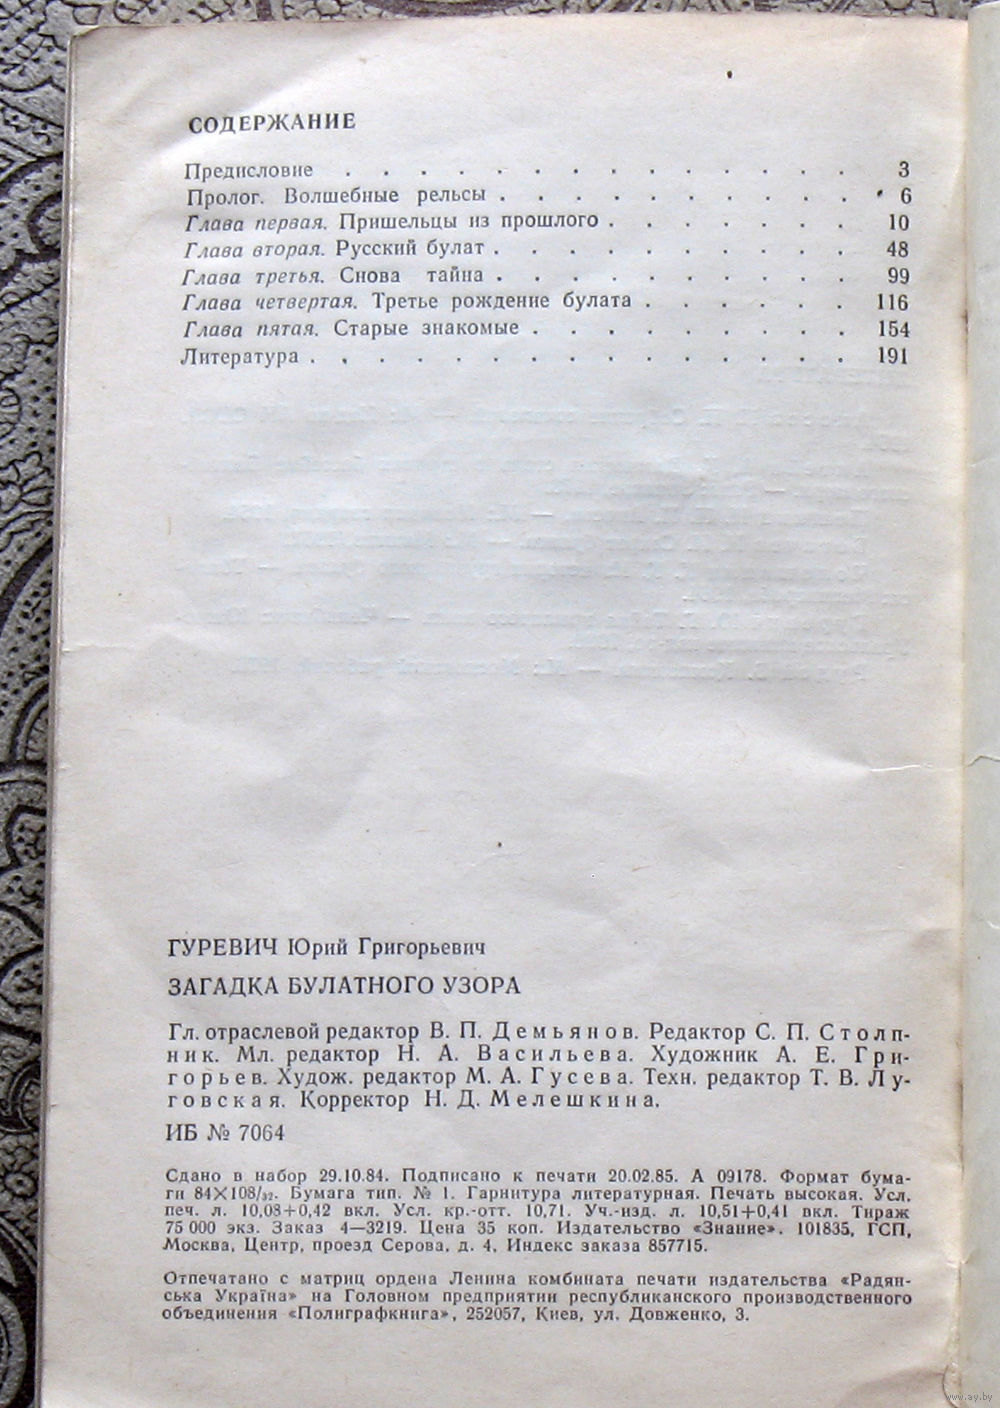 СОДЕРЖАНИЕ
Предисловие . . . . . . . . . . . . . . 3
Пролог. Волшебные рельсы . . . . . . . . . . 6
Глава первая. Пришельцы из прошлого . . . . . . . 10
Глава вторая. Русский булат . . . . . . . . . . 48
Глава третья. Снова тайна . . . . . . . . . . 99
Глава четвертая. Третье рождение булата . . . . . . 116
Глава пятая. Старые знакомые . . . . . . . . . 154
Литература . . . . . . . . . . . . . . . 191
ГУРЕВИЧ Юрий Григорьевич
ЗАГАДКА БУЛАТНОГО УЗОРА
Гл. отраслевой редактор В. П. Демьянов. Редактор С. П. Столп-
ник. Мл. редактор Н. А. Васильева. Художник А. Е. Гри-
горьев. Худож. редактор М. А. Гусева. Техн. редактор Т. В. Лу-
говская. Корректор Н. Д. Мелешкина.
ИБ № 7064
Сдано в набор 29.10.84. Подписано к печати 20.02.85. А 09178. Формат бума-
ги 84×108/32. Бумага тип. № 1. Гарнитура литературная. Печать высокая. Усл.
печ. л. 10,08+0,42 вкл. Усл. кр.-отт. 10,71. Уч.-изд. л. 10,51+0,41 вкл. Тираж
75 000 экз. Заказ 4—3219. Цена 35 коп. Издательство «Знание». 101835, ГСП,
Москва, Центр, проезд Серова, д. 4. Индекс заказа 857715.
Отпечатано с матриц ордена Ленина комбината печати издательства «Радян-
ська Україна» на Головном предприятии республиканского производственного
объединения «Полиграфкнига», 252057, Киев, ул. Довженко, 3.
www.ay.by